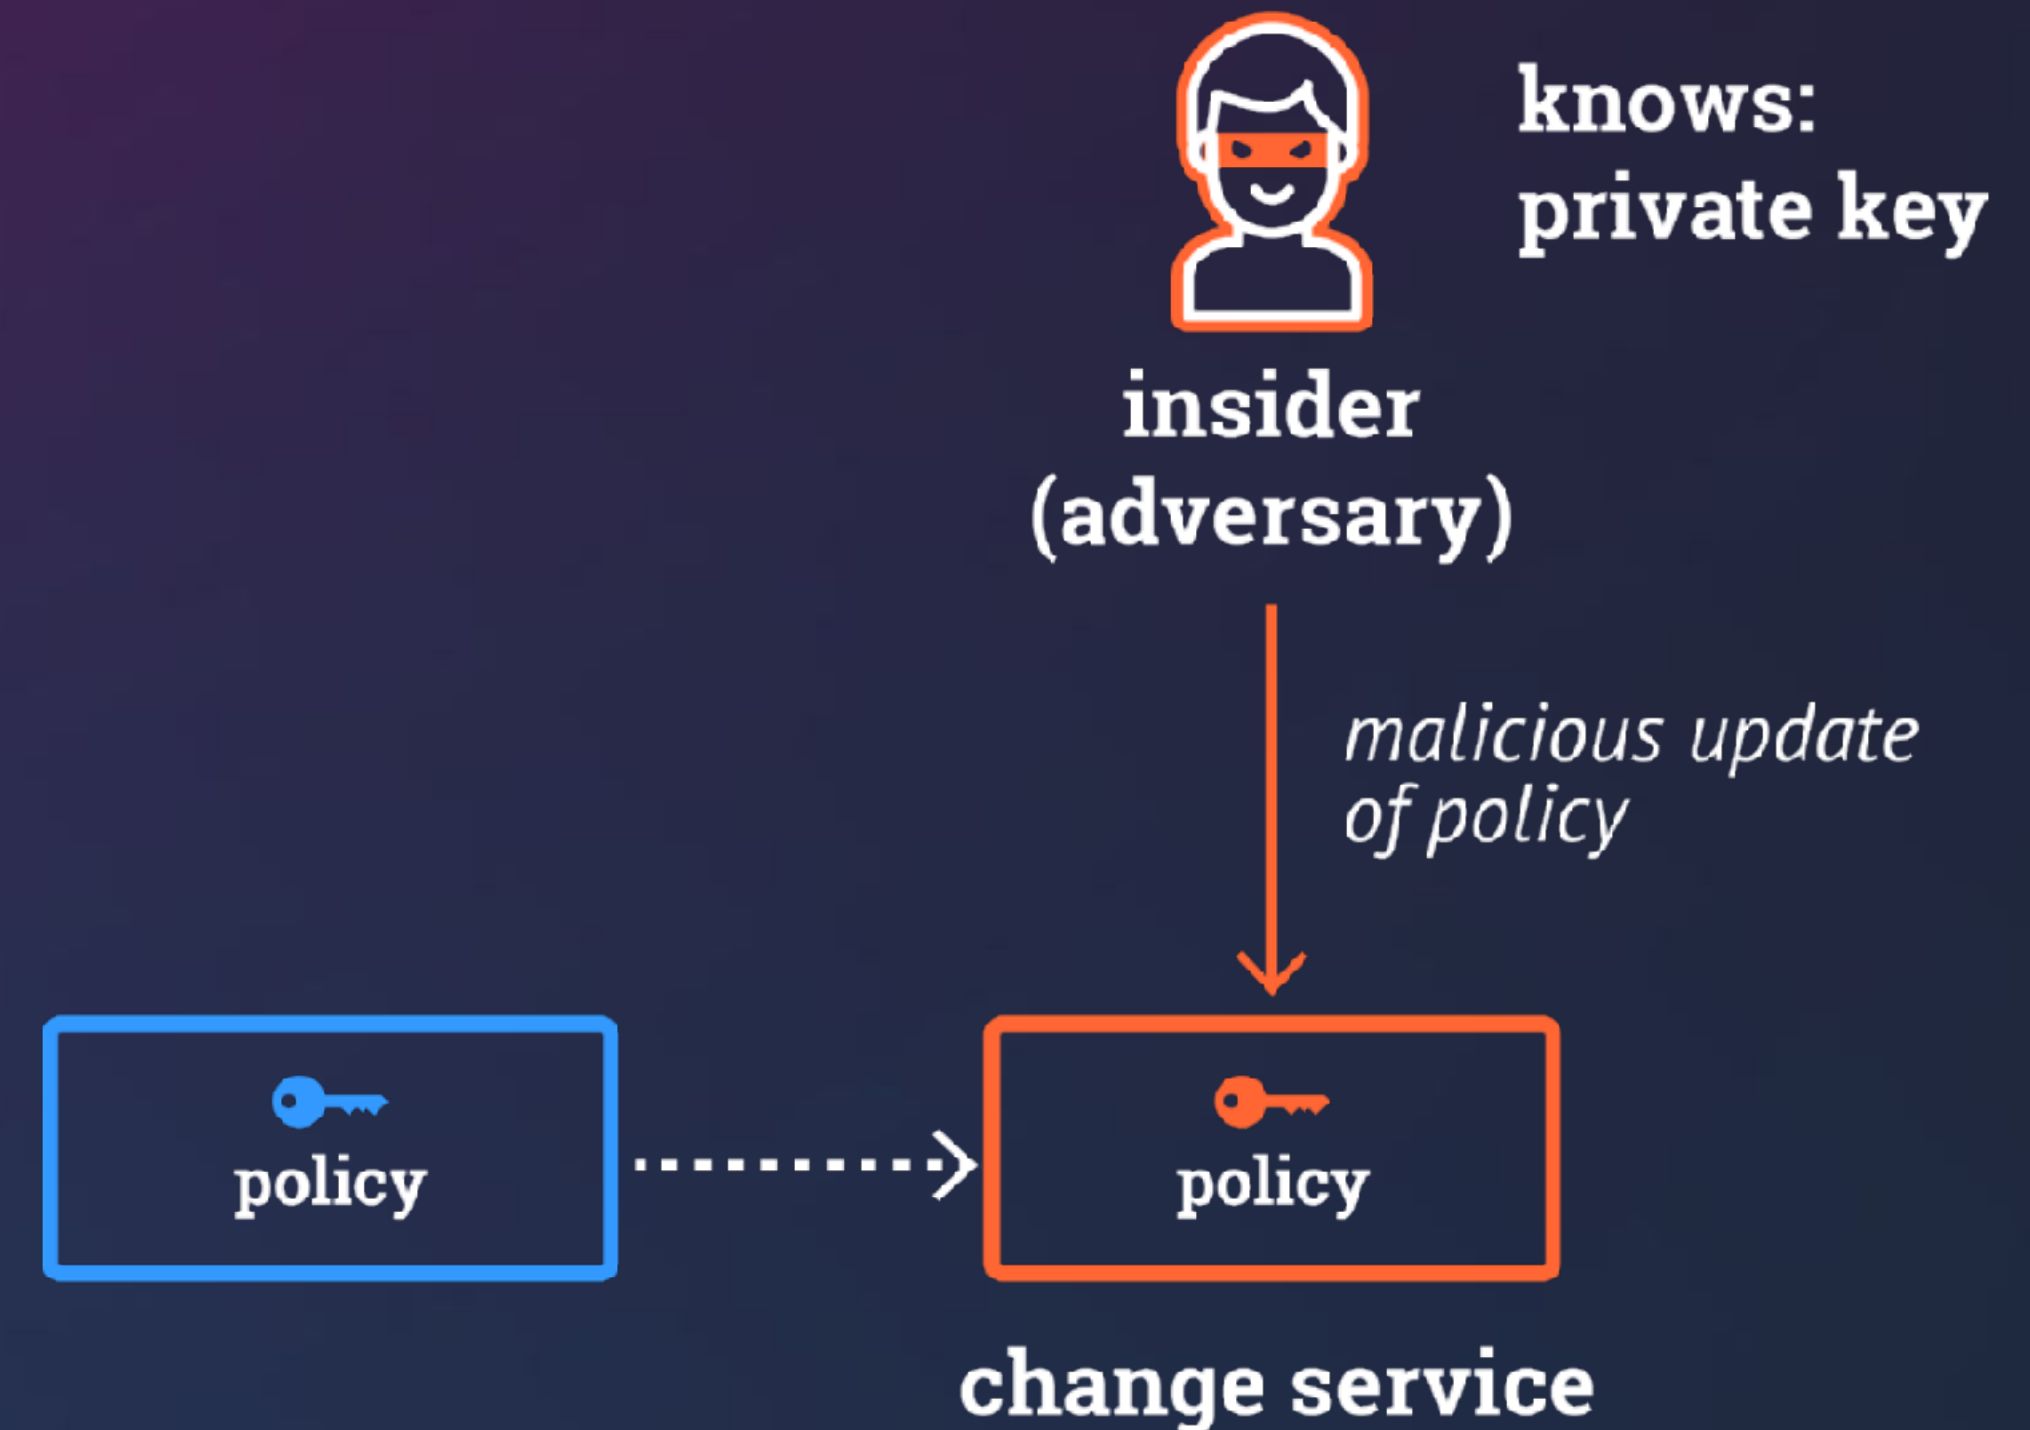 knows:
private key
insider
(adversary)
malicious update
of policy
policy
policy
change service